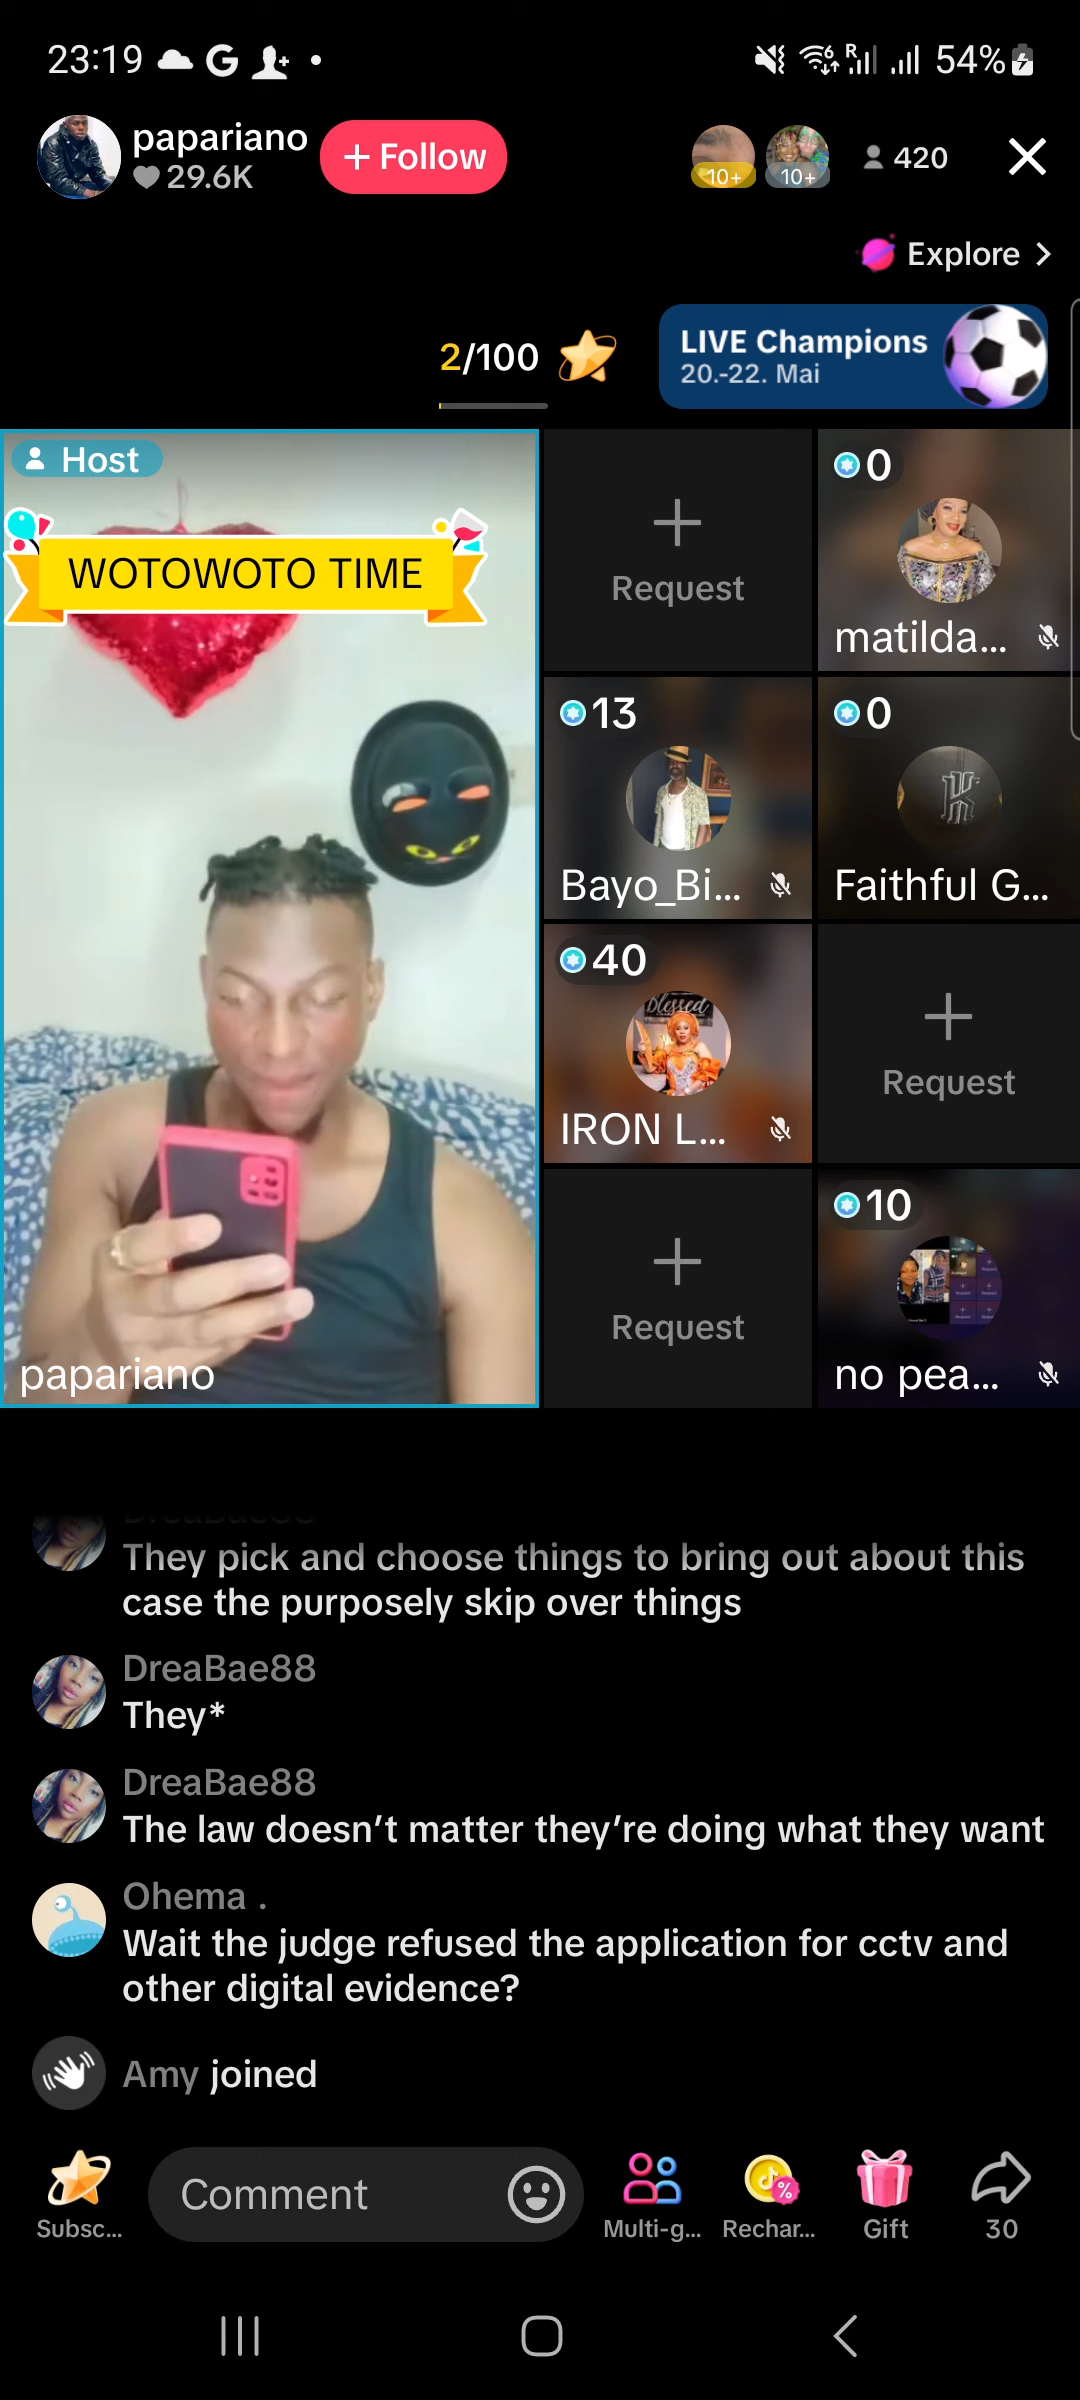 23:19
R
54%
papariano
29.6K
+ Follow
10+
10+
420
Explore
2/100
LIVE Champions
20.-22. Mai
Host
WOTOWOTO TIME
papariano
Request
0
matilda...
13
Bayo_Bi...
0
Faithful G...
40
Blessed
IRON L...
Request
Request
10
no pea...
DreaBae88
They pick and choose things to bring out about this
case the purposely skip over things
DreaBae88
They*
DreaBae88
The law doesn’t matter they’re doing what they want
Ohema .
Wait the judge refused the application for cctv and
other digital evidence?
Amy joined
Subsc...
Comment
Multi-g...
Rechar...
Gift
30